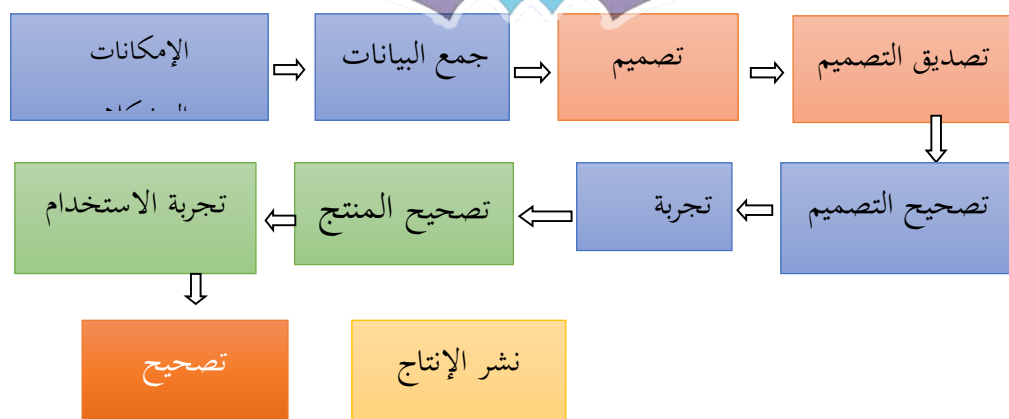 الإمكانات
جمع البيانات
تصميم
تصديق التصميم
تصحيح التصميم
تجربة
تصحيح المنتج
تجربة الاستخدام
تصحيح
نشر الإنتاج